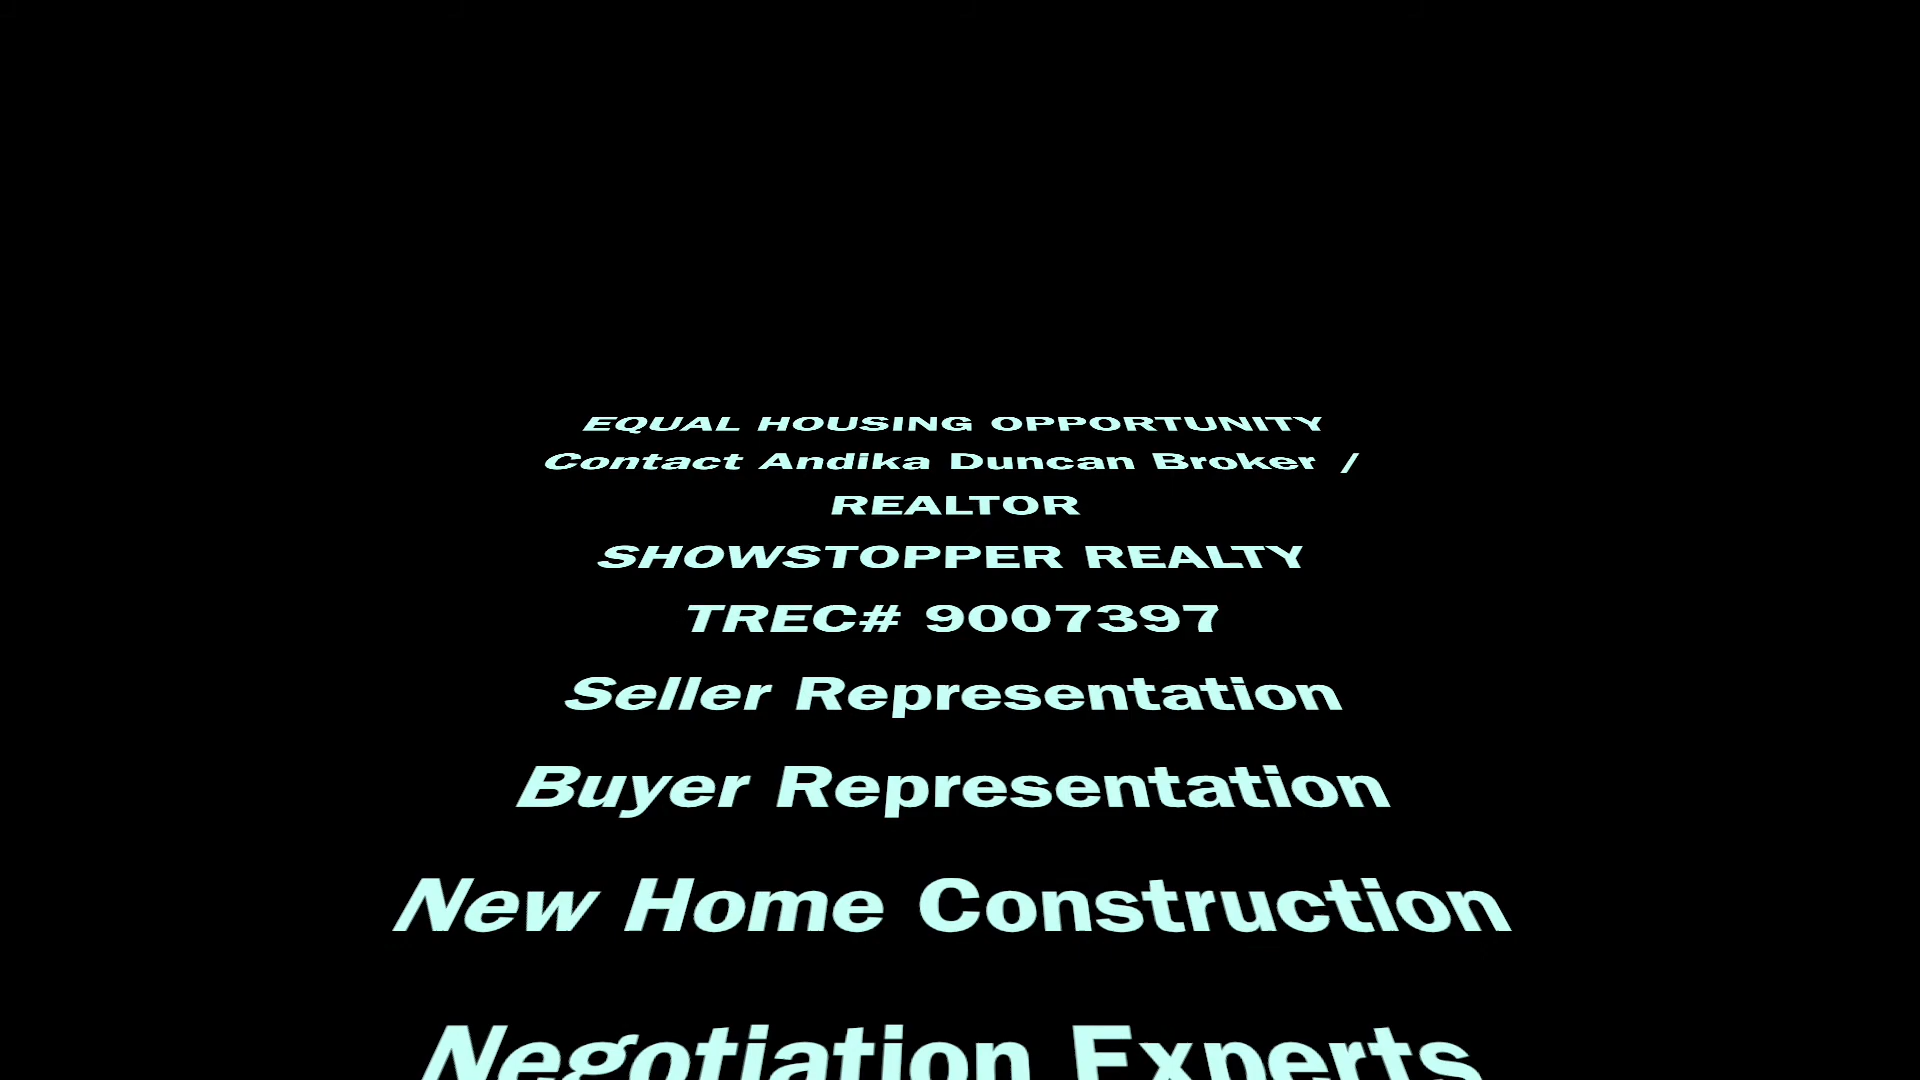 EQUAL HOUSING OPPORTUNITY
Contact Andika Duncan Broker /
REALTOR
SHOWSTOPPER REALTY
TREC# 9007397
Seller Representation
Buyer Representation
New Home Construction
Negotiation Experts